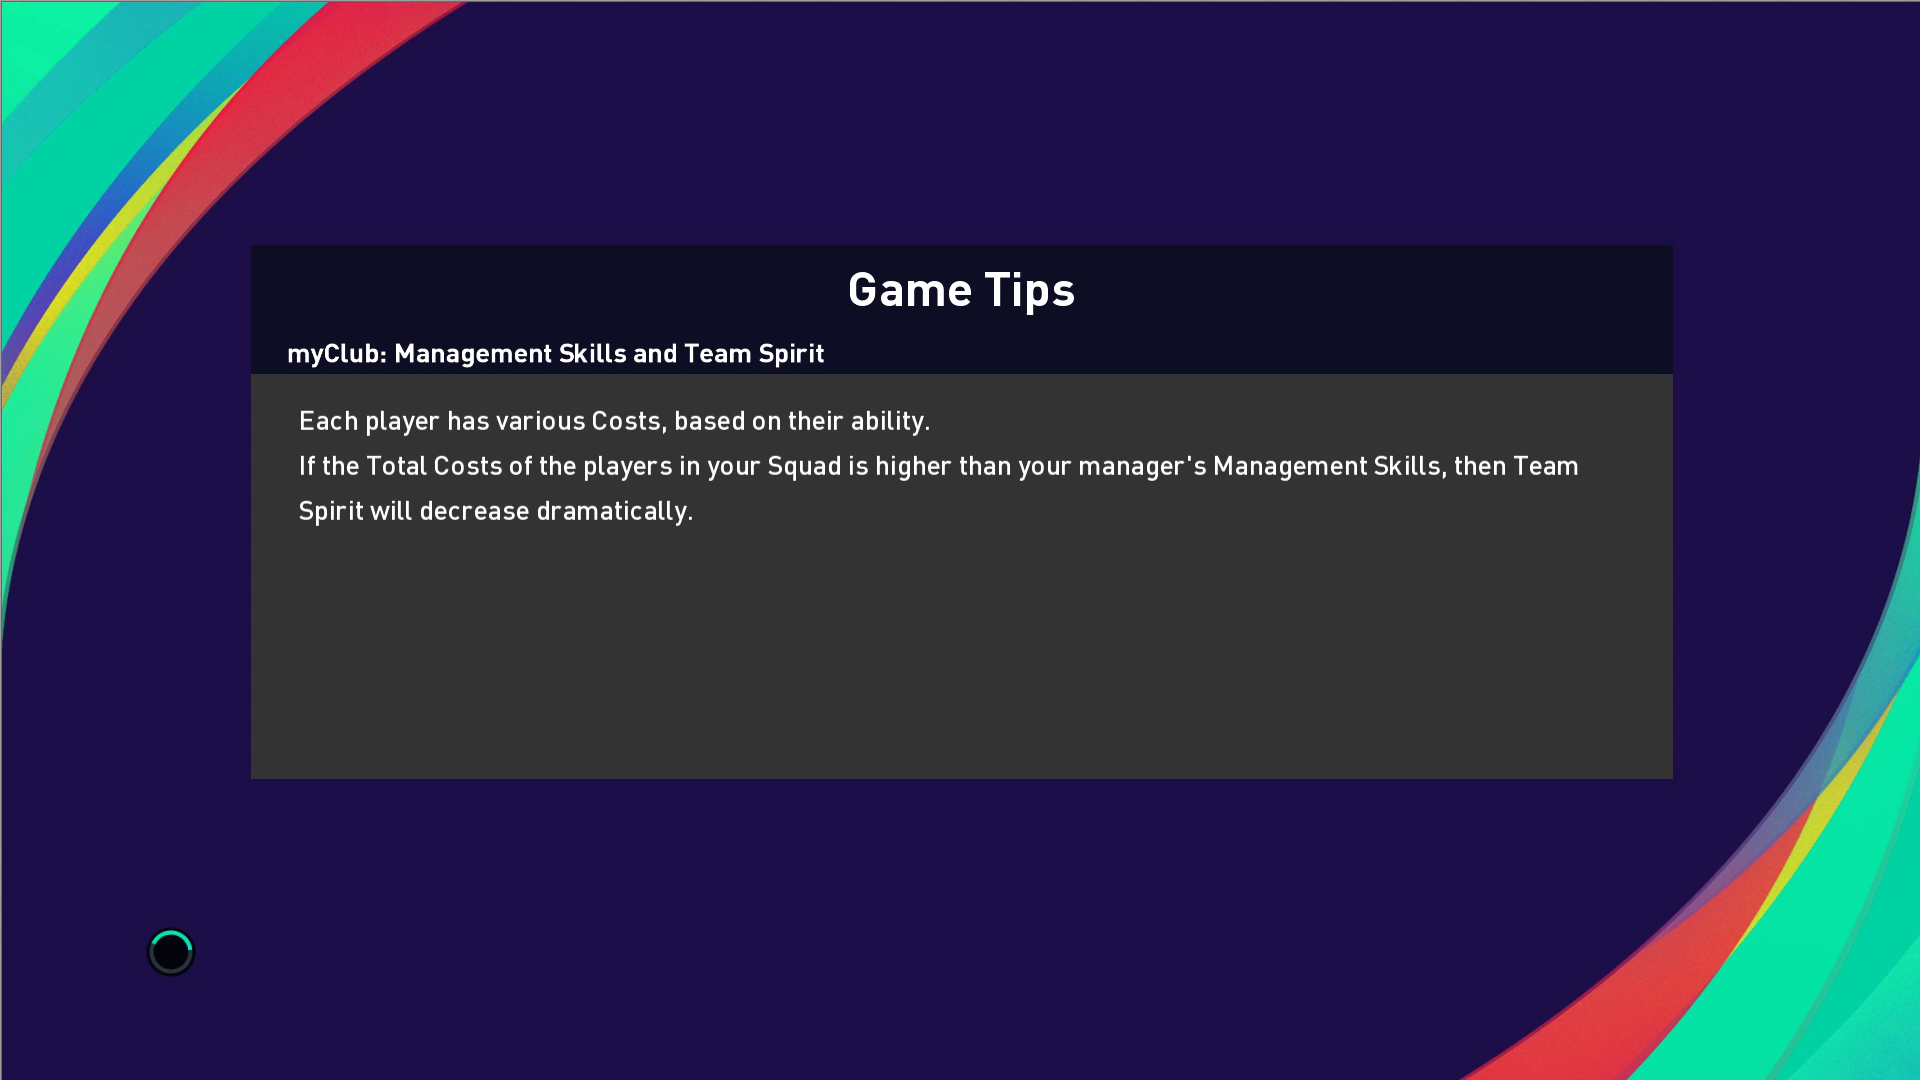 Game Tips
myClub: Management Skills and Team Spirit
Each player has various Costs, based on their ability.
If the Total Costs of the players in your Squad is higher than your manager's Management Skills, then Team
Spirit will decrease dramatically.